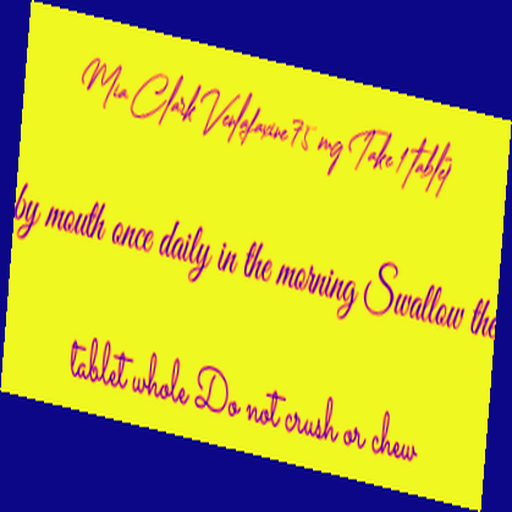 Mia Clark Venlafaxine 75 mg Take 1 tablet
by mouth once daily in the morning Swallow the
tablet whole Do not crush or chew